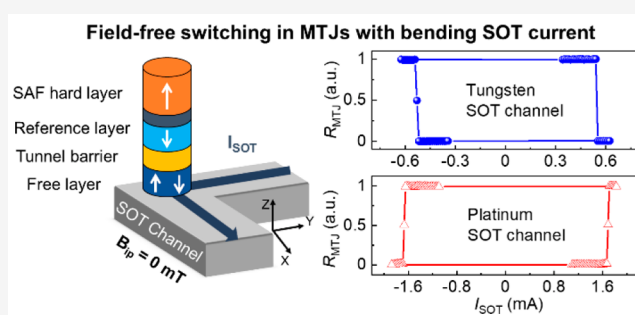 Field-free switching in MTJs with bending SOT current
SAF hard layer
Reference layer
Tunnel barrier
Free layer
I_SOT
SOT Channel
B_ip = 0 mT
Z
Y
X
R_MTJ (a.u.)
1
0.5
0
Tungsten
SOT channel
-0.6 -0.3 0 0.3 0.6
R_MTJ (a.u.)
1
0.5
0
Platinum
SOT channel
-1.6 -0.8 0.0 0.8 1.6
I_SOT (mA)